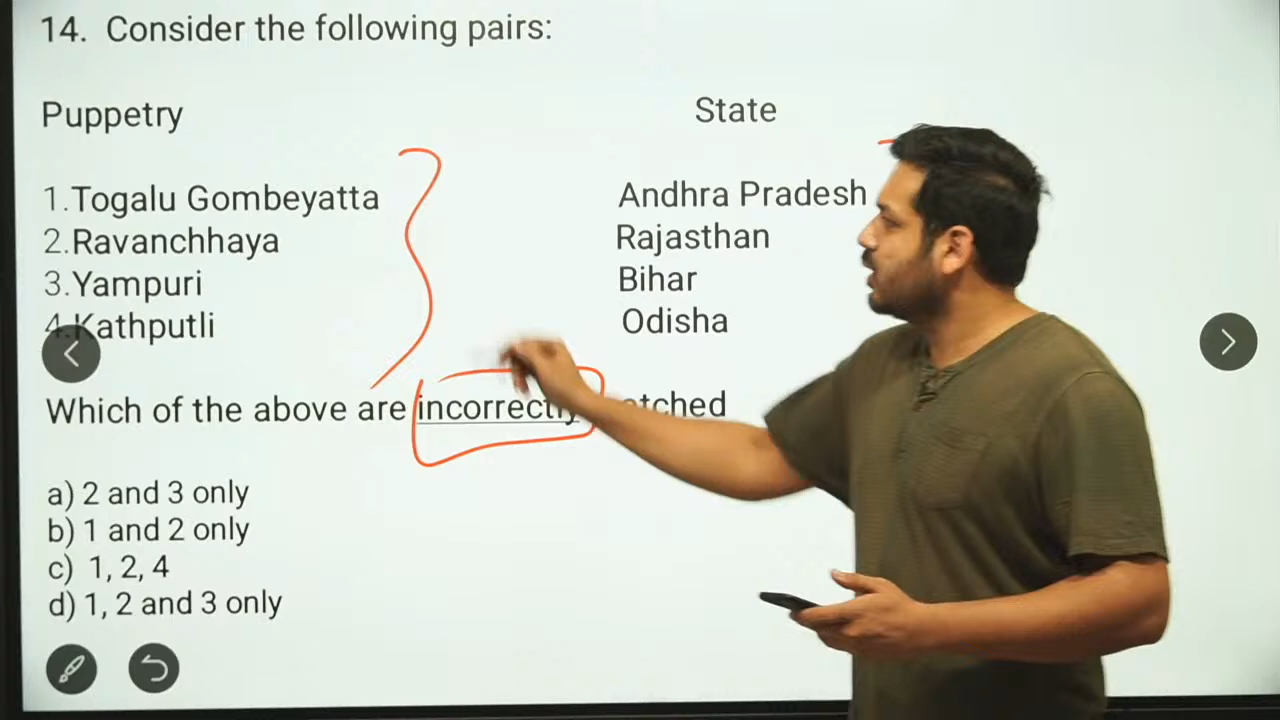 14. Consider the following pairs:
Puppetry State
1.Togalu Gombeyatta Andhra Pradesh
2.Ravanchhaya Rajasthan
3.Yampuri Bihar
4.Kathputli Odisha
Which of the above are incorrectly
a) 2 and 3 only
b) 1 and 2 only
c) 1, 2, 4
d) 1, 2 and 3 only